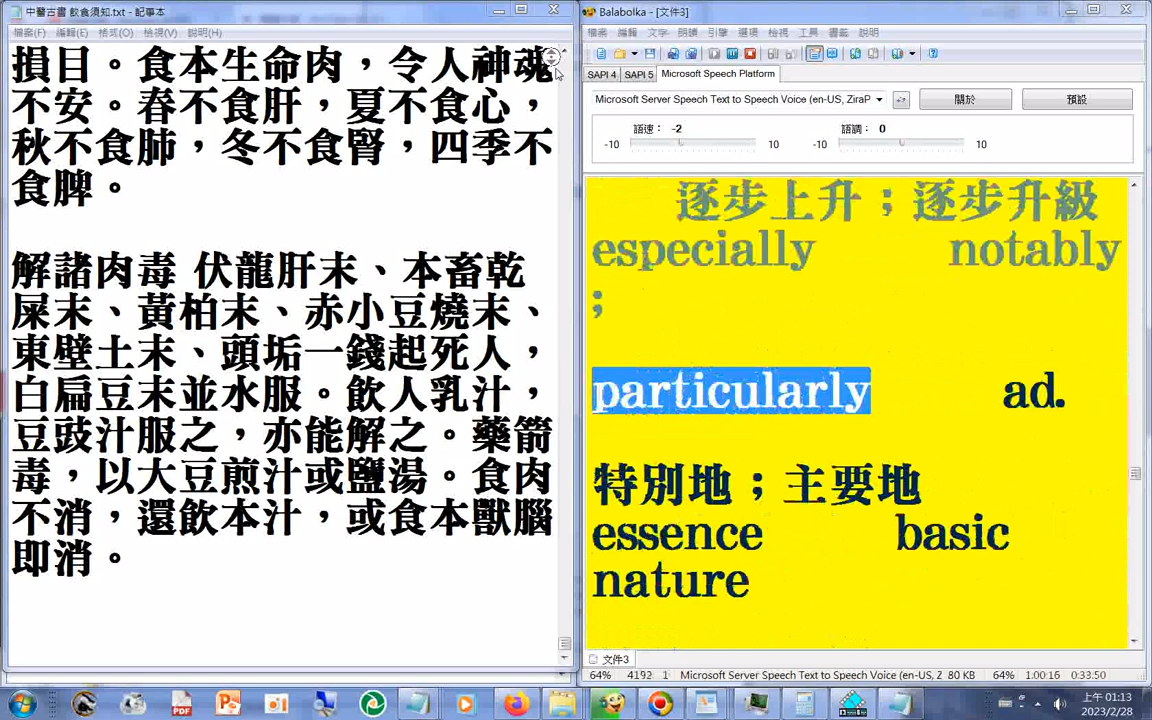 中醫古書 飲食須知.txt - 記事本
檔案(F) 編輯(E) 格式(O) 檢視(V) 說明(H)
損目。食本生命肉，令人神魂
不安。春不食肝，夏不食心，
秋不食肺，冬不食腎，四季不
食脾。
解諸肉毒 伏龍肝末、本畜乾
屎末、黃柏末、赤小豆燒末、
東壁土末、頭垢一錢起死人，
白扁豆末並水服。飲人乳汁，
豆豉汁服之，亦能解之。藥箭
毒，以大豆煎汁或鹽湯。食肉
不消，還飲本汁，或食本獸腦
即消。
Balabolka - [文件3]
檔案 編輯 文字 朗讀 引擎 選項 檢視 工具 書籤 說明
SAPI 4 SAPI 5 Microsoft Speech Platform
Microsoft Server Speech Text to Speech Voice (en-US, ZiraP
關於
預設
語速： -2
語調： 0
-10 10 -10 10
逐步上升；逐步升級
especially notably
；
particularly ad.
特別地；主要地
essence basic
nature
文件3
64% 4192 1 Microsoft Speech Platform Microsoft Server Speech Text to Speech Voice (en-US, Z 80 KB 64% 1:00:16 0:33:50
上午 01:13
2023/2/28